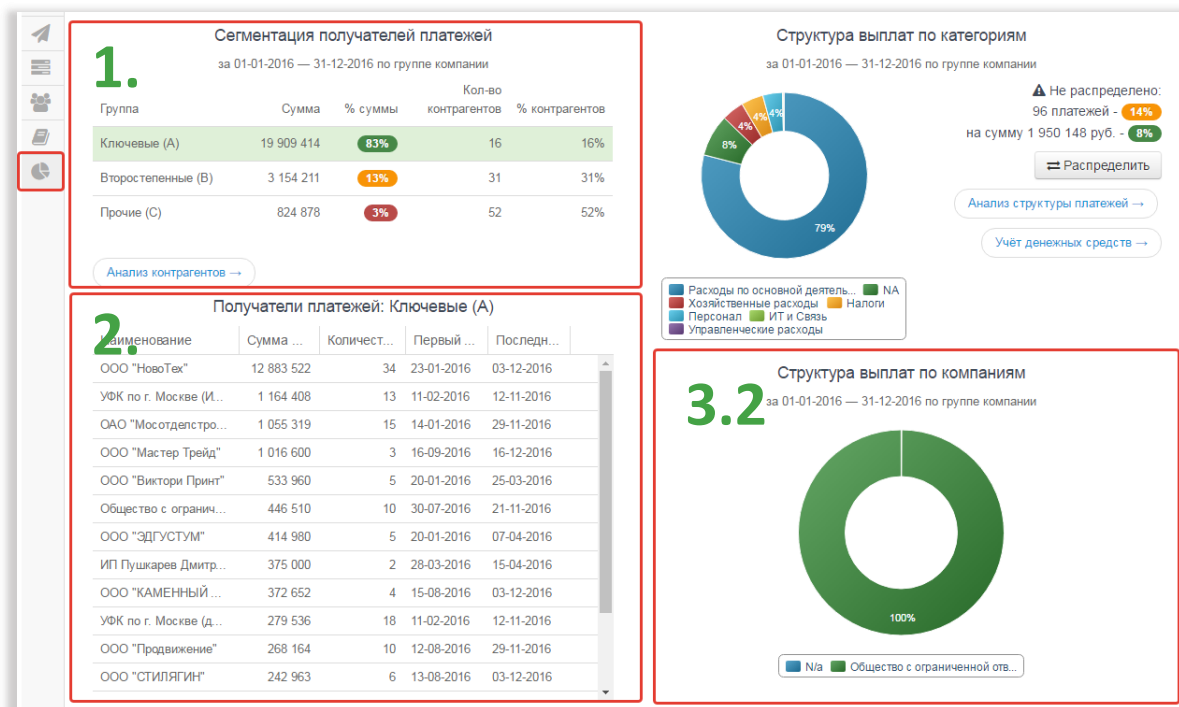 1.
Сегментация получателей платежей
за 01-01-2016 — 31-12-2016 по группе компании
Группа Сумма % суммы Кол-во контрагентов % контрагентов
Ключевые (A) 19 909 414 83% 16 16%
Второстепенные (B) 3 154 211 13% 31 31%
Прочие (C) 824 878 3% 52 52%
Анализ контрагентов →
2.
Получатели платежей: Ключевые (A)
Наименование Сумма ... Количест... Первый ... Последн...
ООО "НовоТех" 12 883 522 34 23-01-2016 03-12-2016
УФК по г. Москве (И... 1 164 408 13 11-02-2016 12-11-2016
ОАО "Мосотделстро... 1 055 319 15 14-01-2016 29-11-2016
ООО "Мастер Трейд" 1 016 600 3 16-09-2016 16-12-2016
ООО "Виктори Принт" 533 960 5 20-01-2016 25-03-2016
Общество с огранич... 446 510 10 30-07-2016 21-11-2016
ООО "ЭДГУСТУМ" 414 980 5 20-01-2016 07-04-2016
ИП Пушкарев Дмитр... 375 000 2 28-03-2016 15-04-2016
ООО "КАМЕННЫЙ ... 372 652 4 15-08-2016 03-12-2016
УФК по г. Москве (д... 279 536 18 11-02-2016 12-11-2016
ООО "Продвижение" 268 164 10 12-08-2016 29-11-2016
ООО "СТИЛЯГИН" 242 963 6 13-08-2016 03-12-2016
Структура выплат по категориям
за 01-01-2016 — 31-12-2016 по группе компании
4% 4% 4%
8%
79%
Не распределено:
96 платежей - 14%
на сумму 1 950 148 руб. - 8%
Распределить
Анализ структуры платежей →
Учёт денежных средств →
Расходы по основной деятель... NA
Хозяйственные расходы Налоги
Персонал ИТ и Связь
Управленческие расходы
3.2
Структура выплат по компаниям
за 01-01-2016 — 31-12-2016 по группе компании
100%
N/a Общество с ограниченной отв...